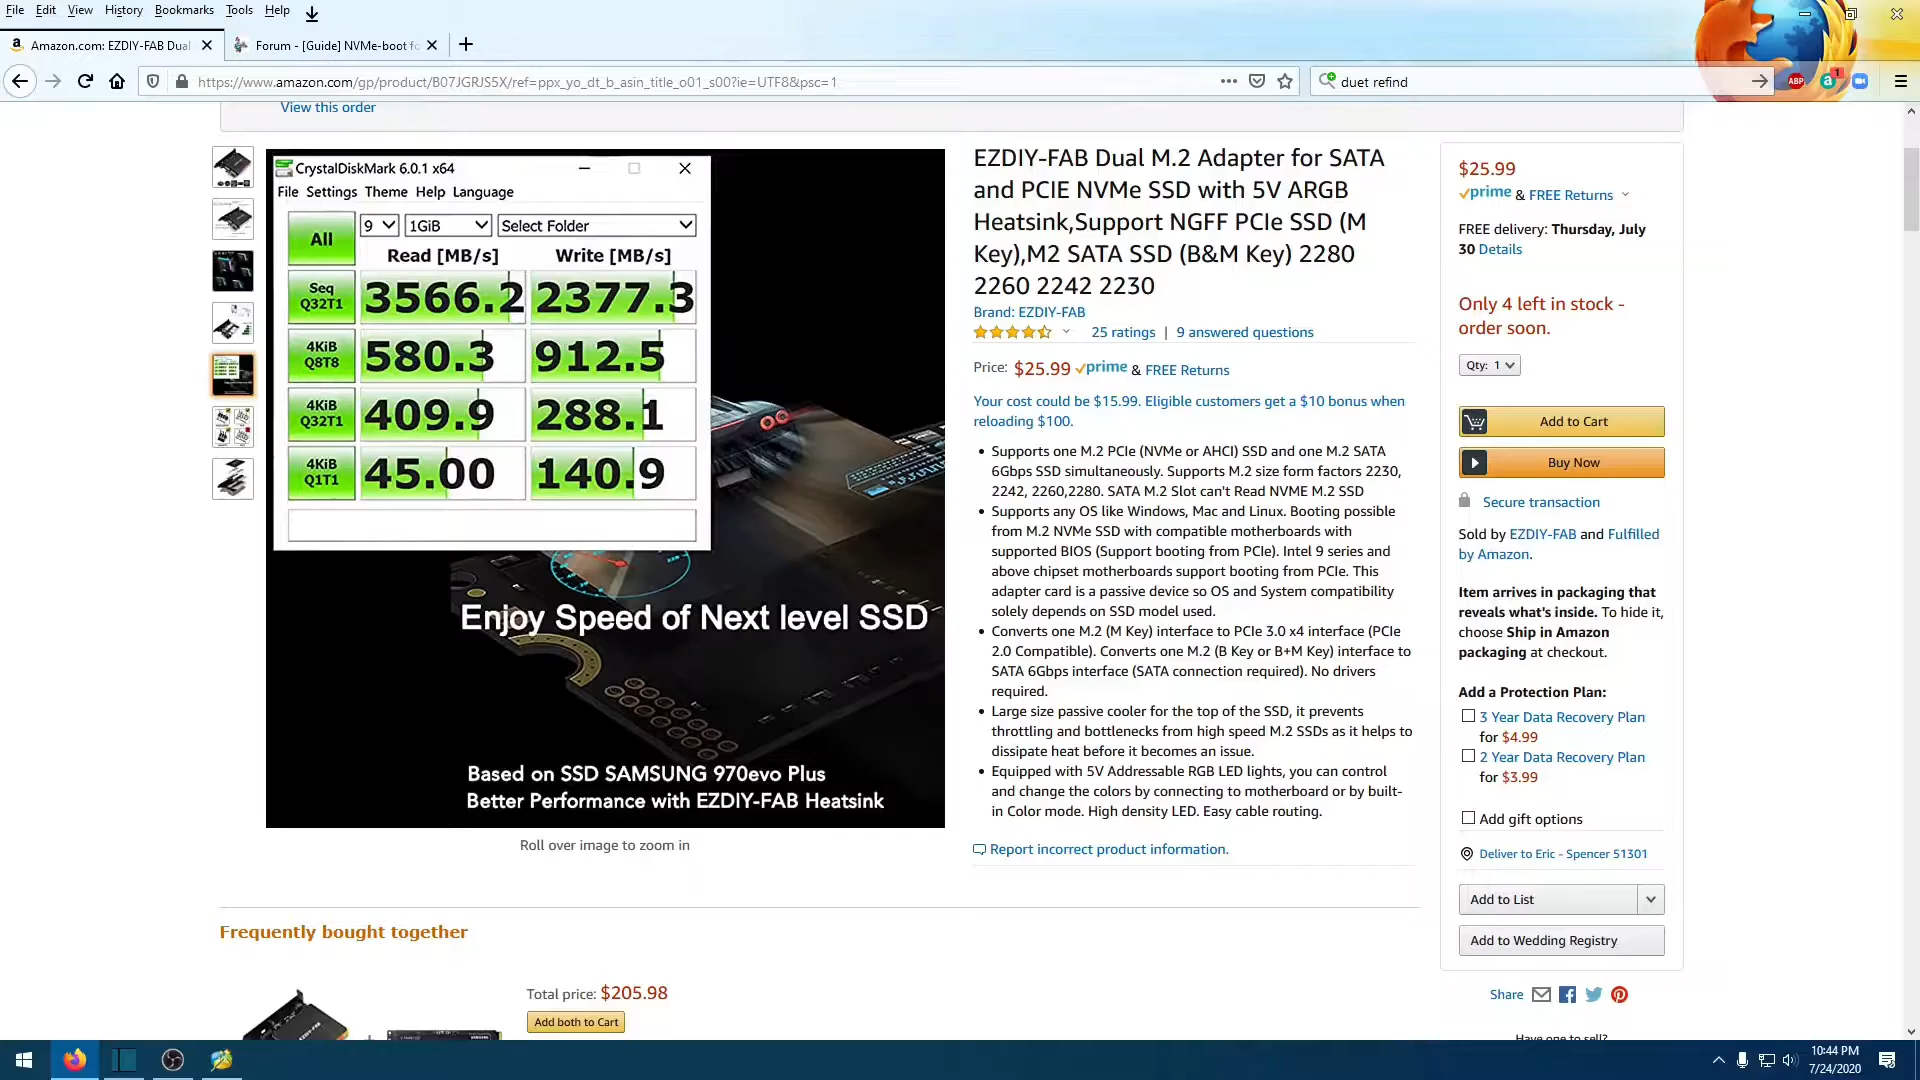 File Edit View History Bookmarks Tools Help
Amazon.com: EZDIY-FAB Dual
Forum - [Guide] NVMe-boot fo
https://www.amazon.com/gp/product/B07JGRJS5X/ref=ppx_yo_dt_b_asin_title_o01_s00?ie=UTF8&psc=1
duet refind
ABP
1
View this order
CrystalDiskMark 6.0.1 x64
File Settings Theme Help Language
All
9
1GiB
Select Folder
Read [MB/s]
Write [MB/s]
Seq
Q32T1
3566.2
2377.3
4KiB
Q8T8
580.3
912.5
4KiB
Q32T1
409.9
288.1
4KiB
Q1T1
45.00
140.9
Enjoy Speed of Next level SSD
Based on SSD SAMSUNG 970evo Plus
Better Performance with EZDIY-FAB Heatsink
Roll over image to zoom in
EZDIY-FAB Dual M.2 Adapter for SATA
and PCIE NVMe SSD with 5V ARGB
Heatsink,Support NGFF PCIe SSD (M
Key),M2 SATA SSD (B&M Key) 2280
2260 2242 2230
Brand: EZDIY-FAB
25 ratings | 9 answered questions
Price: $25.99 prime & FREE Returns
Your cost could be $15.99. Eligible customers get a $10 bonus when
reloading $100.
Supports one M.2 PCIe (NVMe or AHCI) SSD and one M.2 SATA
6Gbps SSD simultaneously. Supports M.2 size form factors 2230,
2242, 2260,2280. SATA M.2 Slot can't Read NVME M.2 SSD
Supports any OS like Windows, Mac and Linux. Booting possible
from M.2 NVMe SSD with compatible motherboards with
supported BIOS (Support booting from PCIe). Intel 9 series and
above chipset motherboards support booting from PCIe. This
adapter card is a passive device so OS and System compatibility
solely depends on SSD model used.
Converts one M.2 (M Key) interface to PCIe 3.0 x4 interface (PCIe
2.0 Compatible). Converts one M.2 (B Key or B+M Key) interface to
SATA 6Gbps interface (SATA connection required). No drivers
required.
Large size passive cooler for the top of the SSD, it prevents
throttling and bottlenecks from high speed M.2 SSDs as it helps to
dissipate heat before it becomes an issue.
Equipped with 5V Addressable RGB LED lights, you can control
and change the colors by connecting to motherboard or by built-
in Color mode. High density LED. Easy cable routing.
Report incorrect product information.
$25.99
prime & FREE Returns
FREE delivery: Thursday, July
30 Details
Only 4 left in stock -
order soon.
Qty: 1
Add to Cart
Buy Now
Secure transaction
Sold by EZDIY-FAB and Fulfilled
by Amazon.
Item arrives in packaging that
reveals what's inside. To hide it,
choose Ship in Amazon
packaging at checkout.
Add a Protection Plan:
3 Year Data Recovery Plan
for $4.99
2 Year Data Recovery Plan
for $3.99
Add gift options
Deliver to Eric - Spencer 51301
Add to List
Add to Wedding Registry
Share
Have one to sell?
Frequently bought together
Total price: $205.98
Add both to Cart
EZDIY-FAB
10:44 PM
7/24/2020